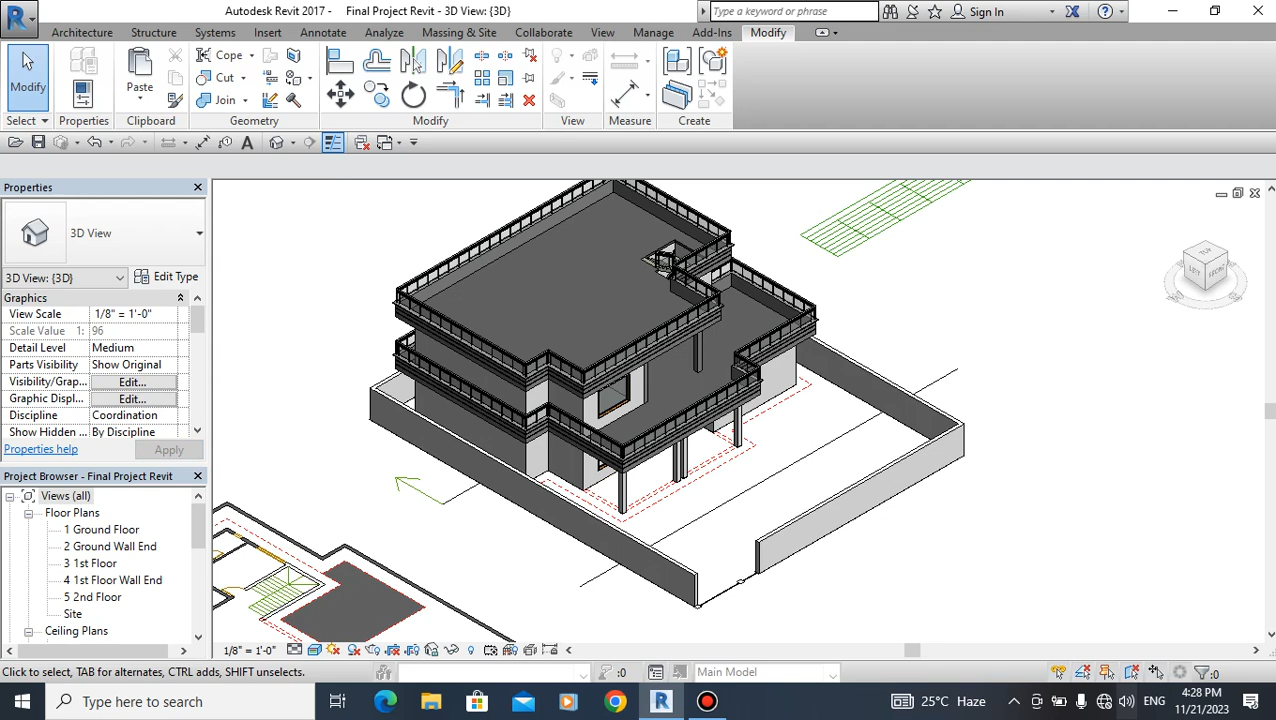 Autodesk Revit 2017 - Final Project Revit - 3D View: {3D}
Type a keyword or phrase
Sign In
Architecture Structure Systems Insert Annotate Analyze Massing & Site Collaborate View Manage Add-Ins Modify
Modify
Paste
Cope
Cut
Join
Select Properties Clipboard Geometry Modify View Measure Create
Properties
3D View
3D View: {3D} Edit Type
Graphics
View Scale 1/8" = 1'-0"
Scale Value 1: 96
Detail Level Medium
Parts Visibility Show Original
Visibility/Grap... Edit...
Graphic Displ... Edit...
Discipline Coordination
Show Hidden ... By Discipline
Properties help Apply
Project Browser - Final Project Revit
Views (all)
Floor Plans
1 Ground Floor
2 Ground Wall End
3 1st Floor
4 1st Floor Wall End
5 2nd Floor
Site
Ceiling Plans
TOP
LEFT
FRONT
1/8" = 1'-0"
Click to select, TAB for alternates, CTRL adds, SHIFT unselects.
:0
Main Model
:0
Type here to search
25°C Haze
ENG
4:28 PM
11/21/2023